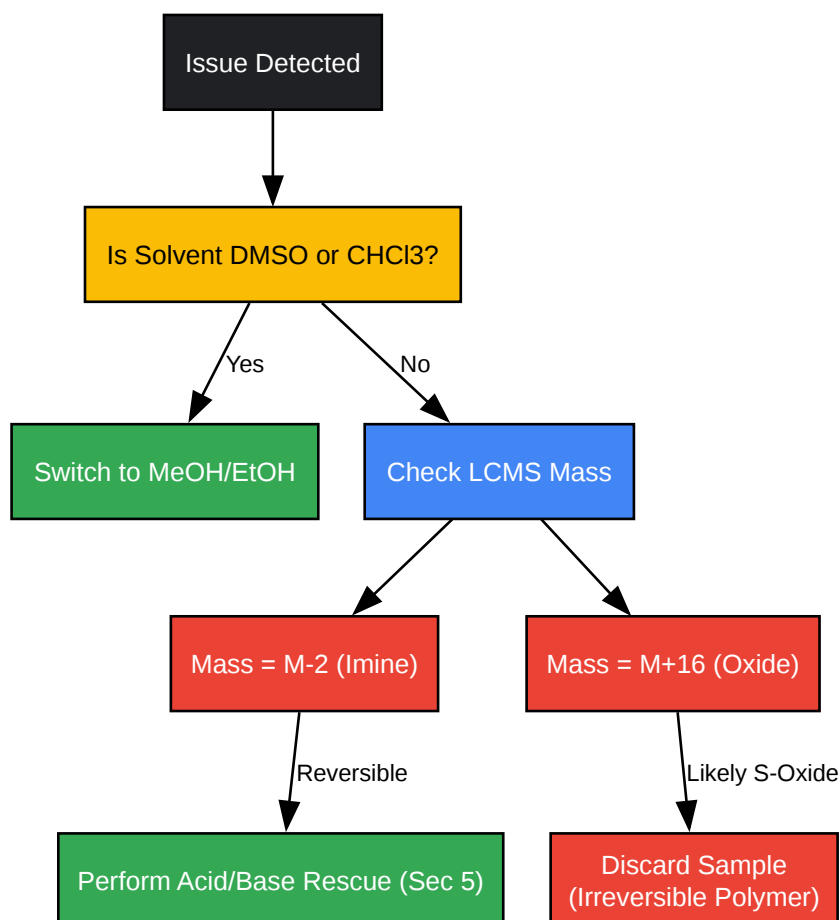 Issue Detected
Is Solvent DMSO or CHCl3?
Yes
No
Switch to MeOH/EtOH
Check LCMS Mass
Mass = M-2 (Imine)
Mass = M+16 (Oxide)
Reversible
Likely S-Oxide
Perform Acid/Base Rescue (Sec 5)
Discard Sample
(Irreversible Polymer)